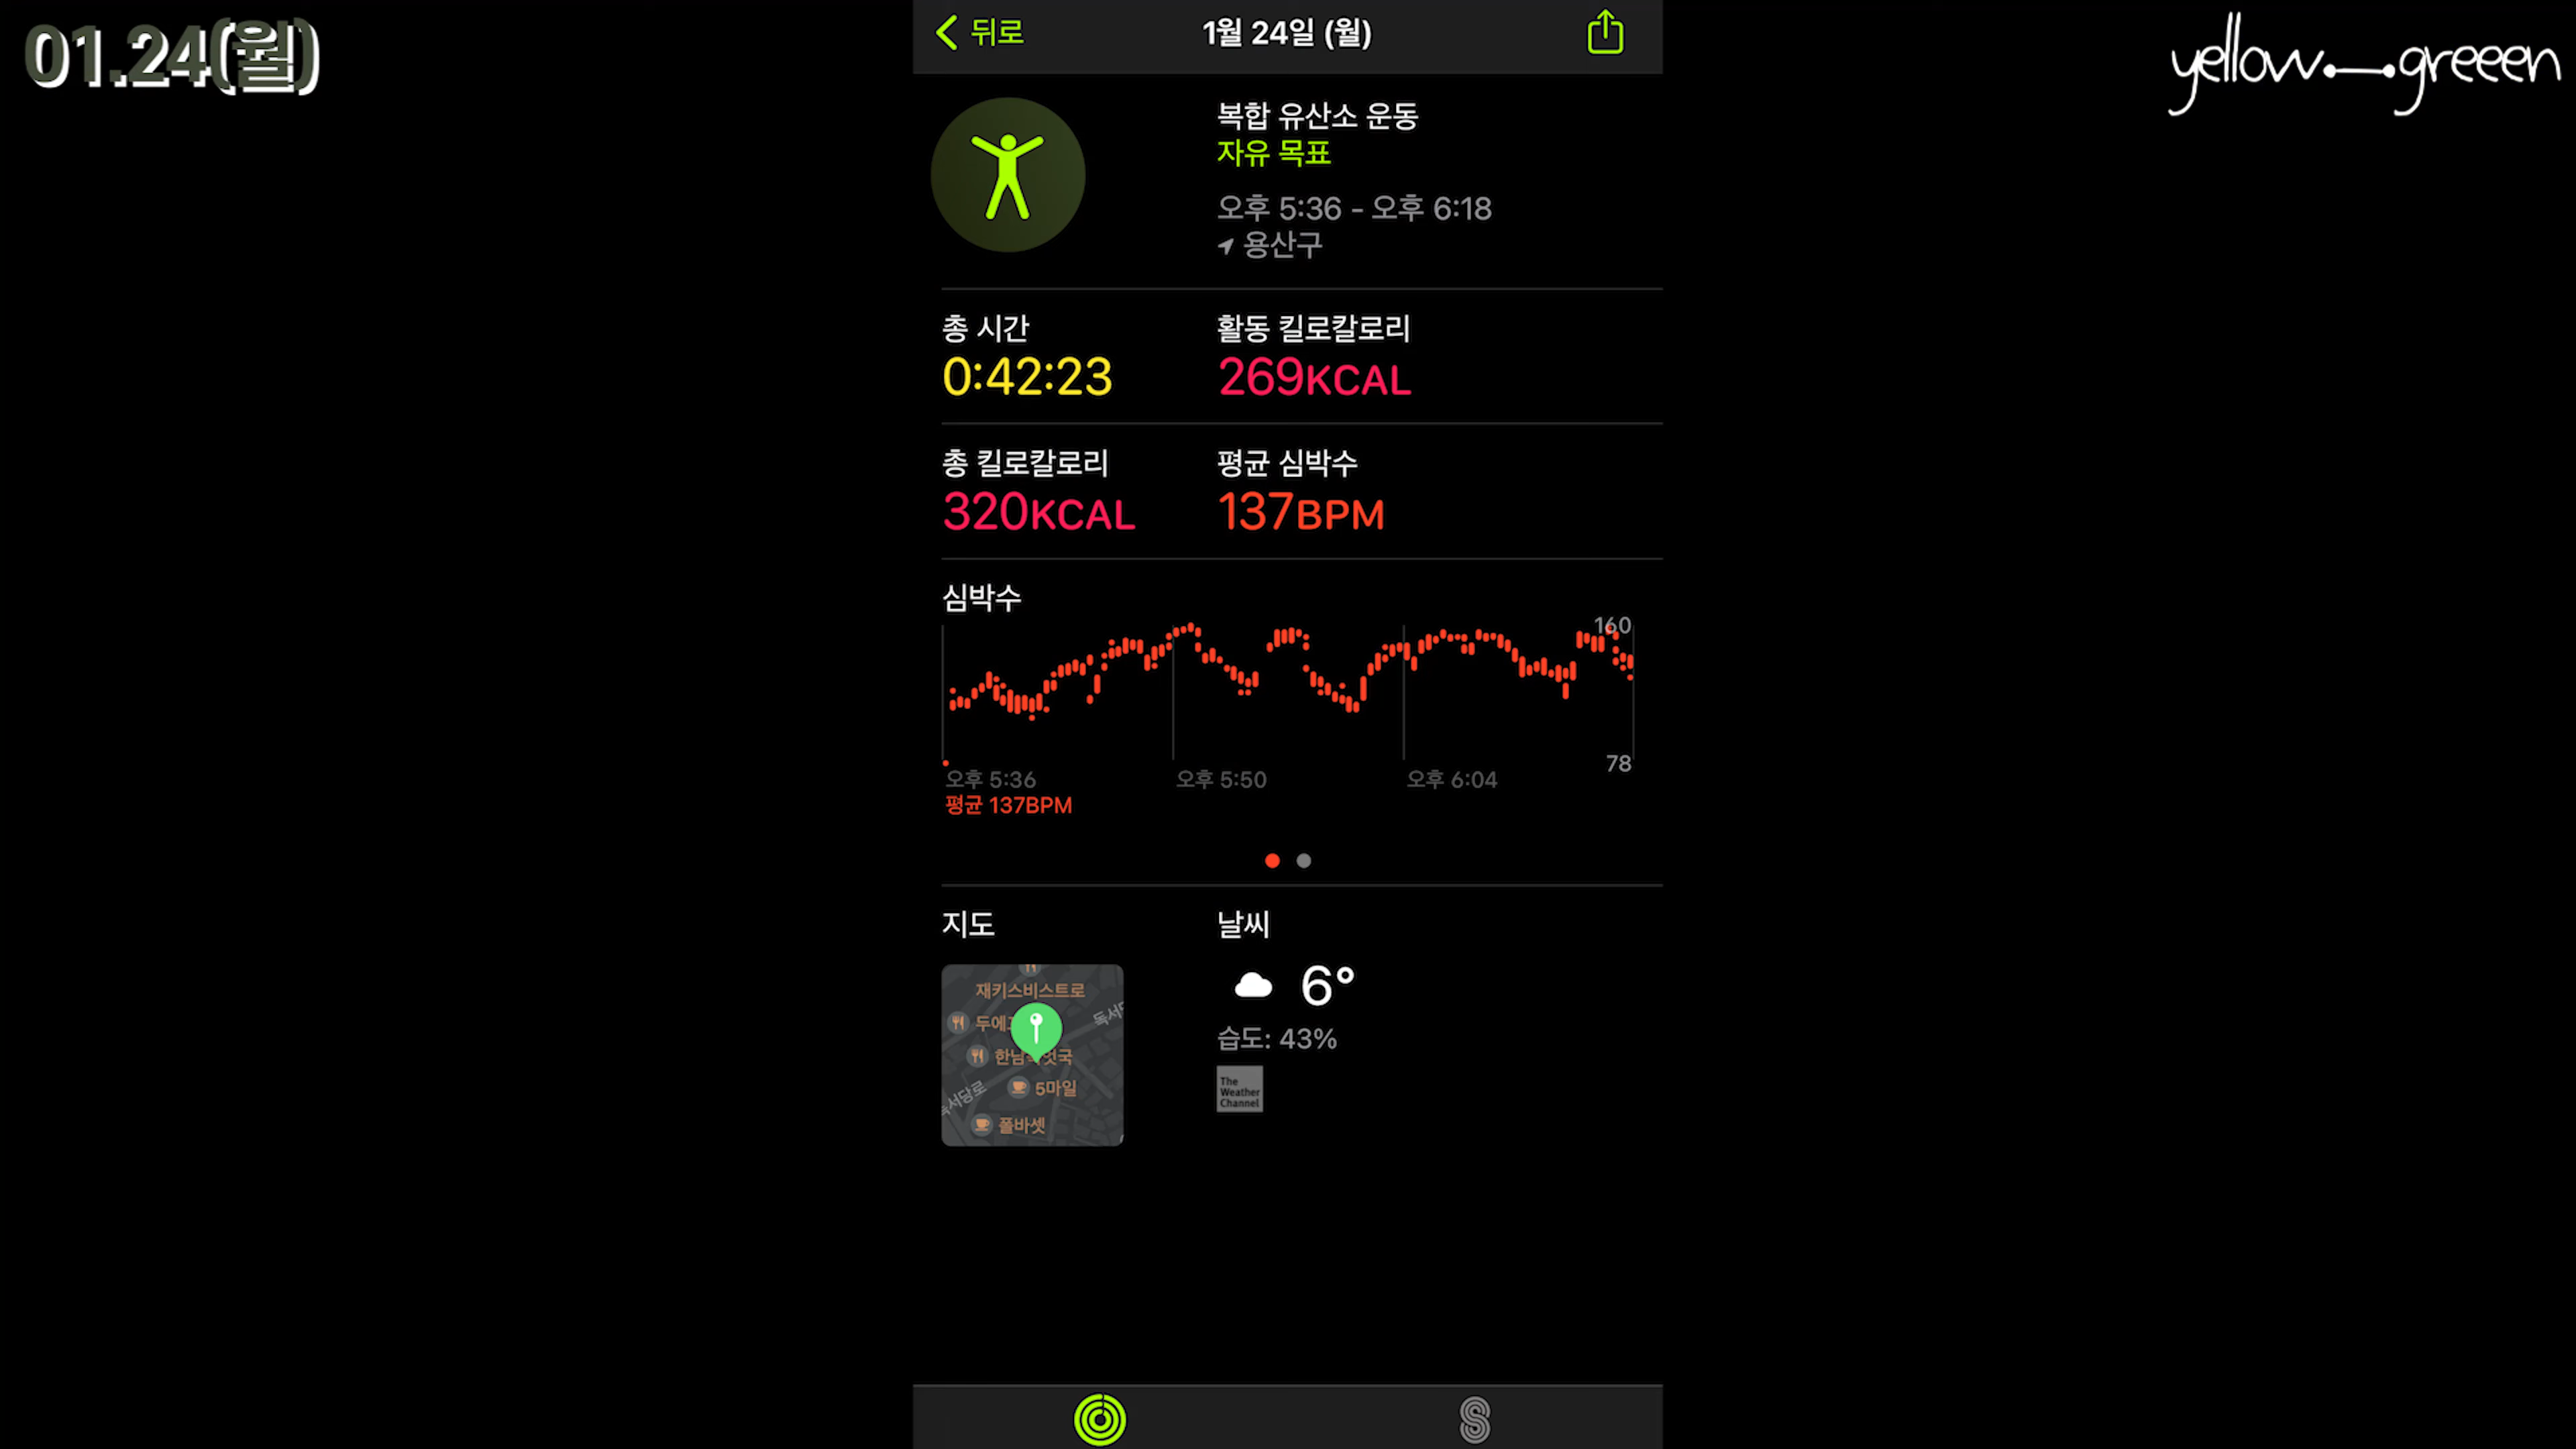 01.24(월)
yellow greeen
뒤로
1월 24일 (월)
복합 유산소 운동
자유 목표
오후 5:36 - 오후 6:18
용산구
총 시간
0:42:23
활동 킬로칼로리
269KCAL
총 킬로칼로리
320KCAL
평균 심박수
137BPM
심박수
160
78
오후 5:36
오후 5:50
오후 6:04
평균 137BPM
지도
재키스비스트로
5마일
폴바셋
날씨
6°
습도: 43%
The
Weather
Channel